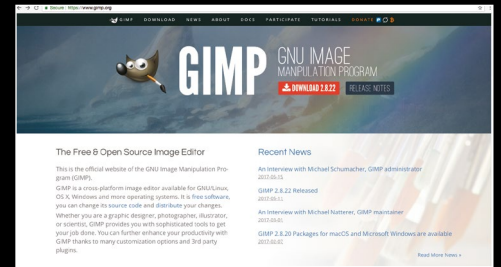 Secure https://www.gimp.org
GIMP DOWNLOAD NEWS ABOUT DOCS PARTICIPATE TUTORIALS DONATE
GIMP
GNU IMAGE
MANIPULATION PROGRAM
DOWNLOAD 2.8.22 RELEASE NOTES
The Free & Open Source Image Editor
This is the official website of the GNU Image Manipulation Pro-
gram (GIMP).
GIMP is a cross-platform image editor available for GNU/Linux,
OS X, Windows and more operating systems. It is free software,
you can change its source code and distribute your changes.
Whether you are a graphic designer, photographer, illustrator,
or scientist, GIMP provides you with sophisticated tools to get
your job done. You can further enhance your productivity with
GIMP thanks to many customization options and 3rd party
plugins.
Recent News
An Interview with Michael Schumacher, GIMP administrator
GIMP 2.8.22 Released
An Interview with Michael Natterer, GIMP maintainer
GIMP 2.8.20 Packages for macOS and Microsoft Windows are available
Read More News »